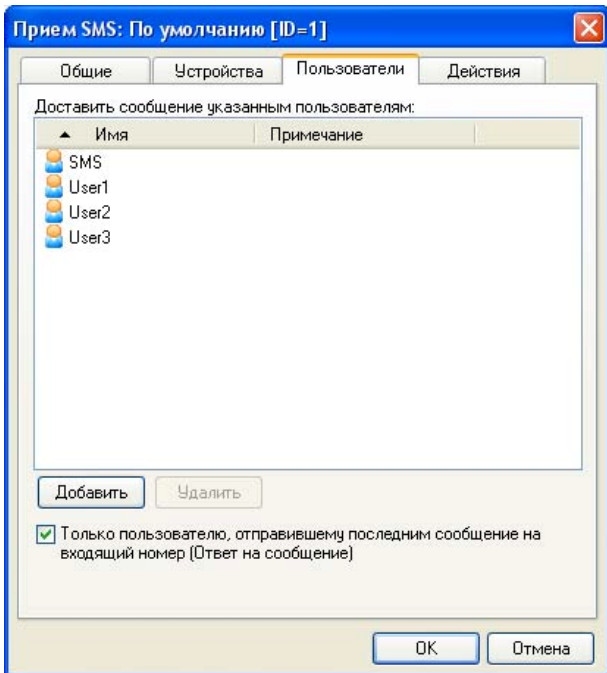 Прием SMS: По умолчанию [ID=1]
Общие Устройства Пользователи Действия
Доставить сообщение указанным пользователям:
Имя Примечание
SMS
User1
User2
User3
Добавить Удалить
Только пользователю, отправившему последним сообщение на
входящий номер (Ответ на сообщение)
OK Отмена